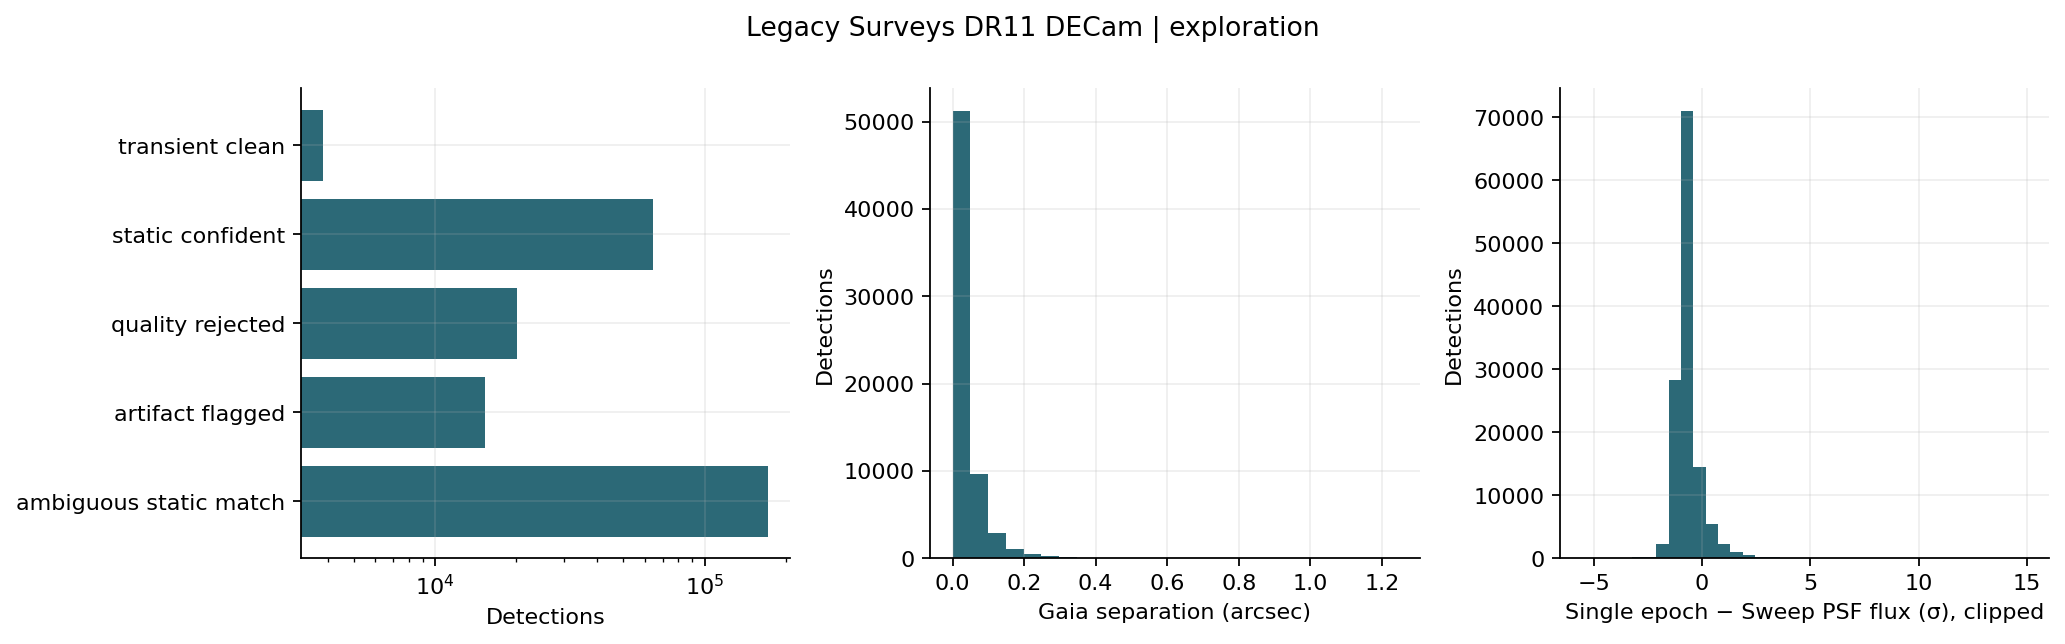 Legacy Surveys DR11 DECam | exploration
transient clean
static confident
quality rejected
artifact flagged
ambiguous static match
10⁴
10⁵
Detections
50000
40000
30000
20000
10000
0
Detections
0.0
0.2
0.4
0.6
0.8
1.0
1.2
Gaia separation (arcsec)
70000
60000
50000
40000
30000
20000
10000
0
Detections
−5
0
5
10
15
Single epoch − Sweep PSF flux (σ), clipped